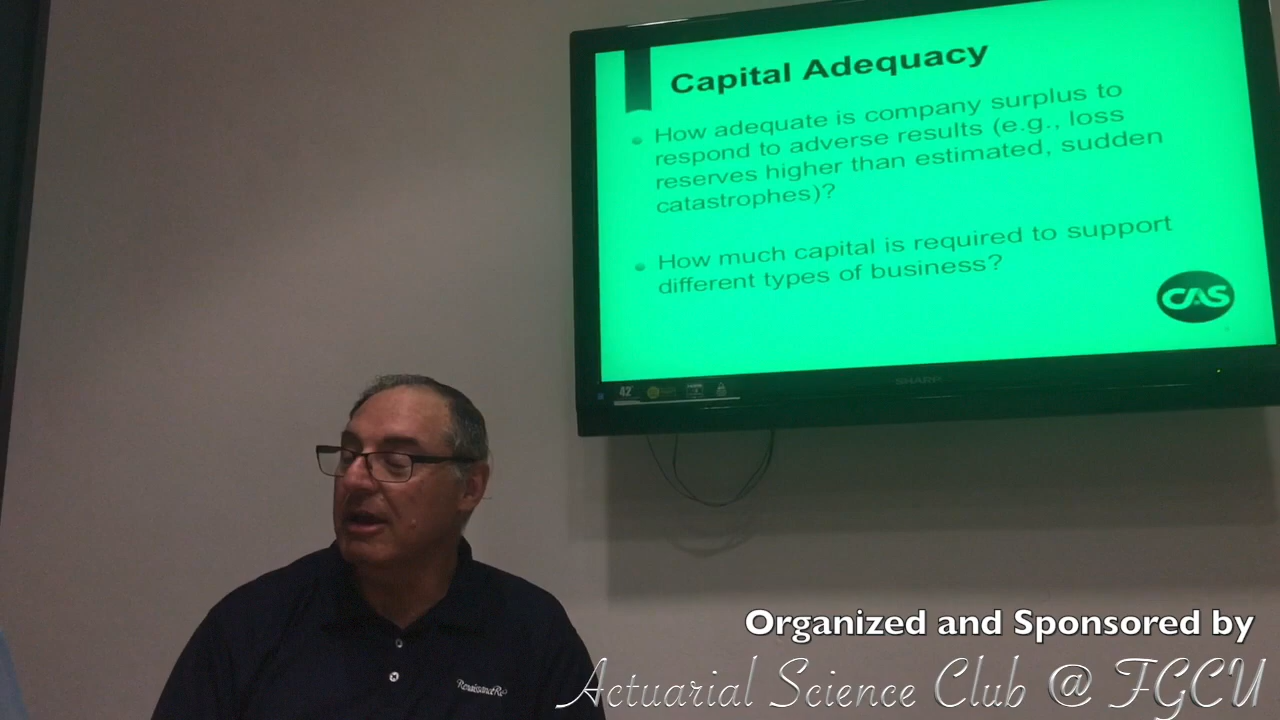 Capital Adequacy
How adequate is company surplus to
respond to adverse results (e.g., loss
reserves higher than estimated, sudden
catastrophes)?
How much capital is required to support
different types of business?
CAS
SHARP
42°
RenaissanceRe
Organized and Sponsored by
Actuarial Science Club @ FGCU